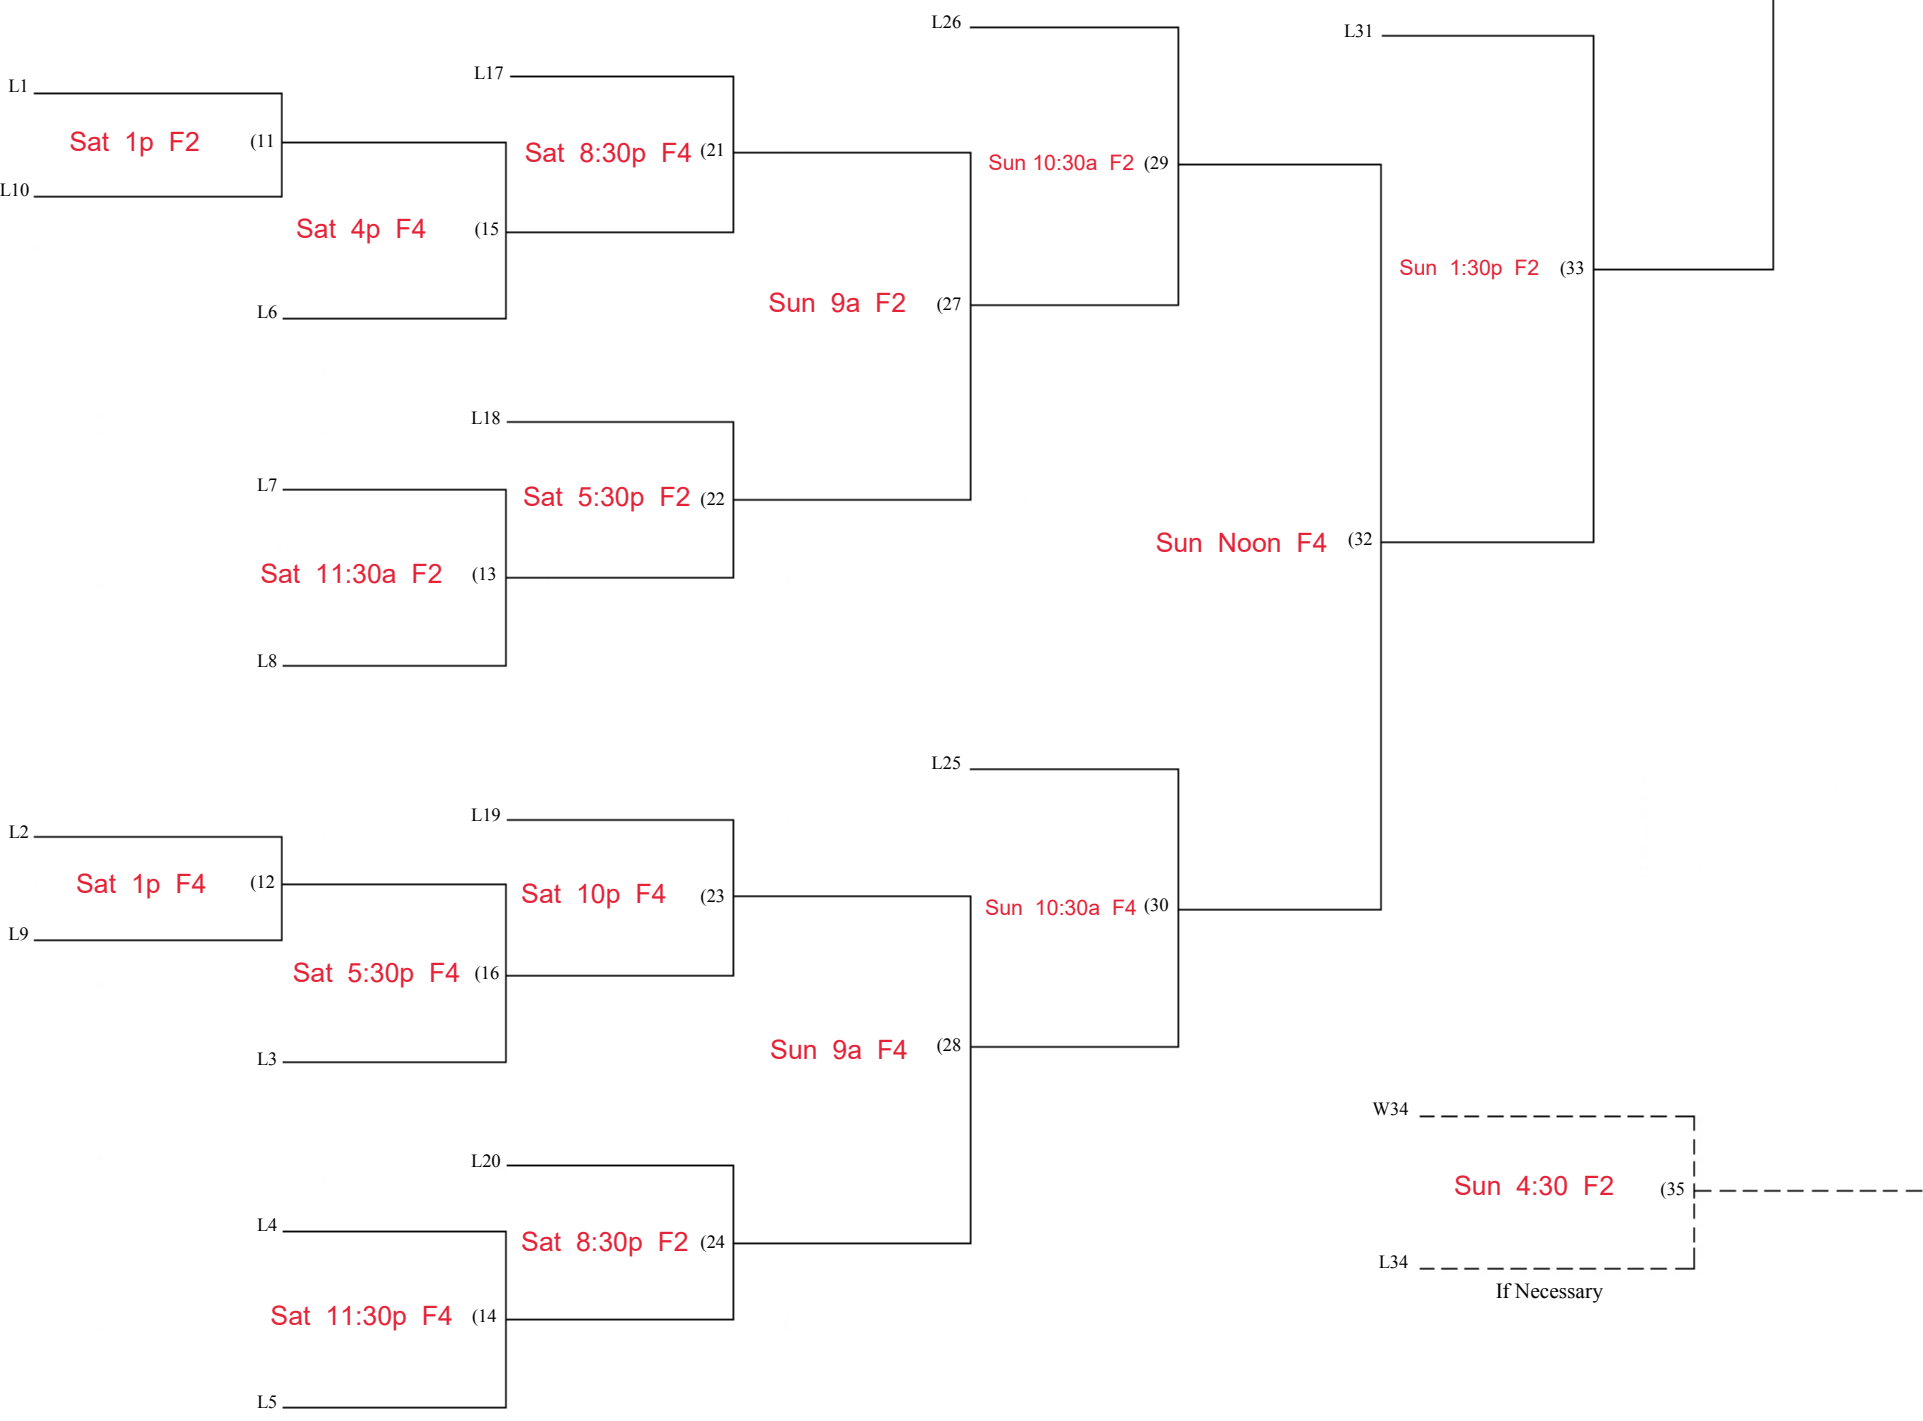 L26
L31
L17
L1
Sat 1p F2 (11
Sat 8:30p F4 (21
Sun 10:30a F2 (29
L10
Sat 4p F4 (15
Sun 1:30p F2 (33
L6
Sun 9a F2 (27
L18
L7
Sat 5:30p F2 (22
Sun Noon F4 (32
Sat 11:30a F2 (13
L8
L25
L19
L2
Sat 1p F4 (12
Sat 10p F4 (23
Sun 10:30a F4 (30
L9
Sat 5:30p F4 (16
L3
Sun 9a F4 (28
W34
L20
Sun 4:30 F2 (35
L4
Sat 8:30p F2 (24
L34
If Necessary
Sat 11:30p F4 (14
L5